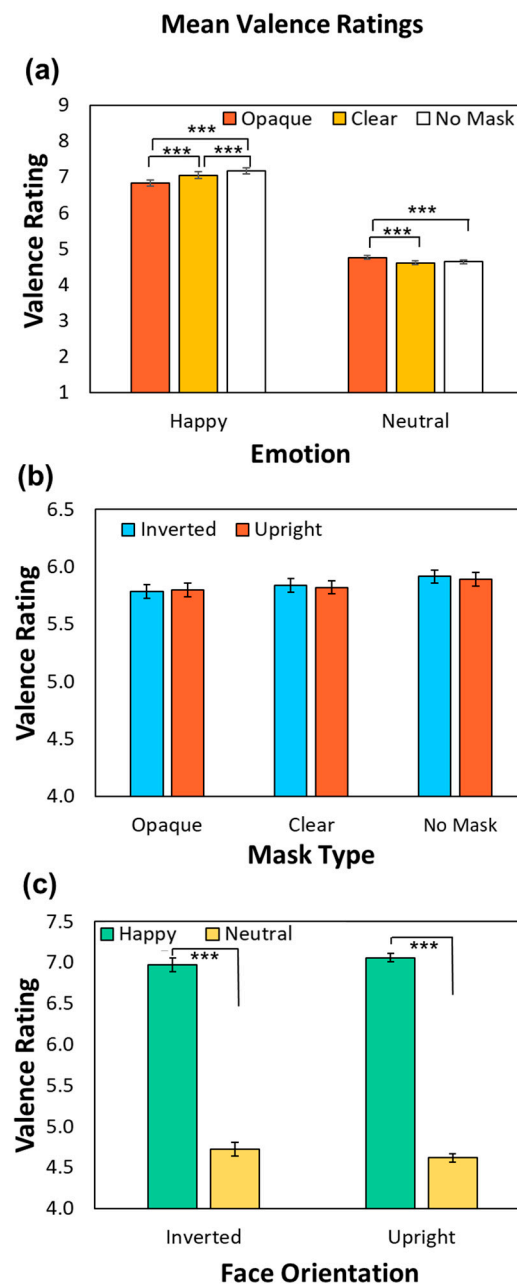 Mean Valence Ratings
(a)
Valence Rating
9
8
7
6
5
4
3
2
1
Opaque Clear No Mask
***
*** ***
***
***
Happy Neutral
Emotion
(b)
Valence Rating
6.5
6.0
5.5
5.0
4.5
4.0
Inverted Upright
Opaque Clear No Mask
Mask Type
(c)
Valence Rating
7.5
7.0
6.5
6.0
5.5
5.0
4.5
4.0
Happy Neutral
*** ***
Inverted Upright
Face Orientation